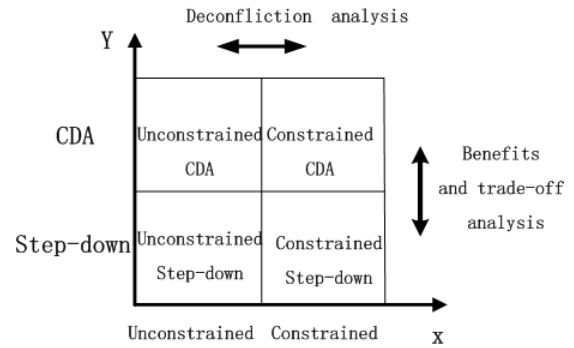 Deconfliction analysis
Y
CDA
Unconstrained Constrained
CDA CDA
Benefits
and trade-off
analysis
Step-down
Unconstrained Constrained
Step-down Step-down
Unconstrained Constrained
x